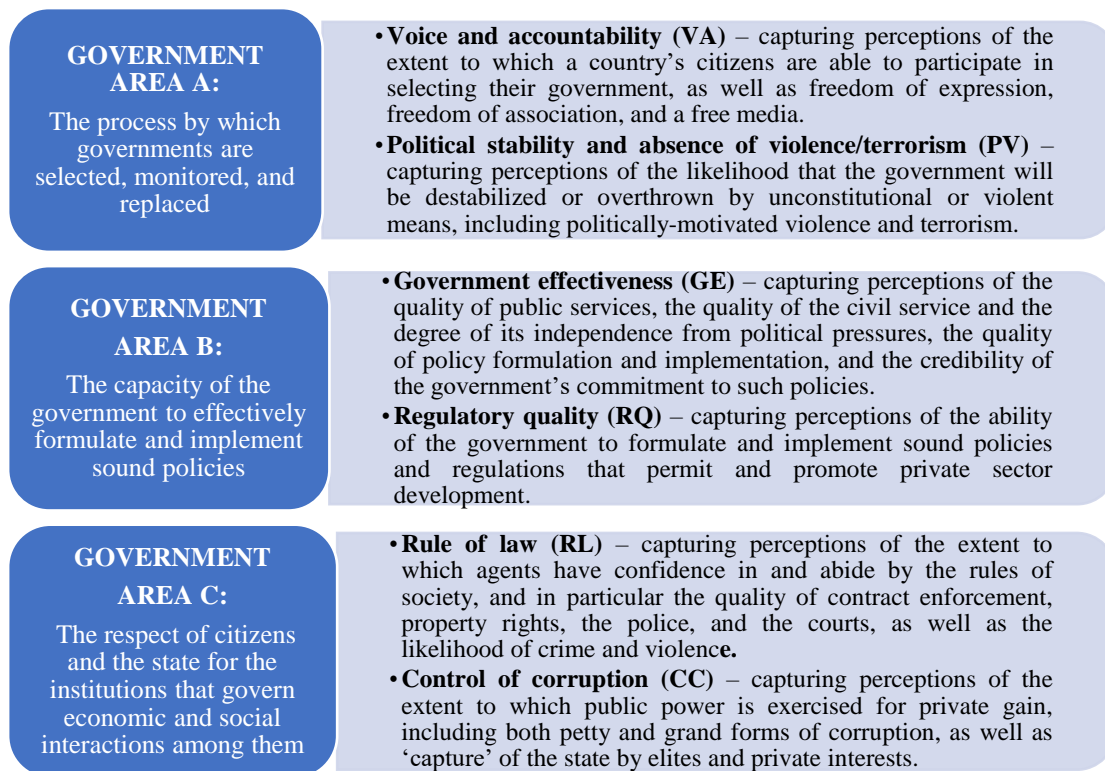 GOVERNMENT
AREA A:
The process by which
governments are
selected, monitored, and
replaced
•Voice and accountability (VA) – capturing perceptions of the
extent to which a country’s citizens are able to participate in
selecting their government, as well as freedom of expression,
freedom of association, and a free media.
•Political stability and absence of violence/terrorism (PV) –
capturing perceptions of the likelihood that the government will
be destabilized or overthrown by unconstitutional or violent
means, including politically-motivated violence and terrorism.
GOVERNMENT
AREA B:
The capacity of the
government to effectively
formulate and implement
sound policies
•Government effectiveness (GE) – capturing perceptions of the
quality of public services, the quality of the civil service and the
degree of its independence from political pressures, the quality
of policy formulation and implementation, and the credibility of
the government’s commitment to such policies.
•Regulatory quality (RQ) – capturing perceptions of the ability
of the government to formulate and implement sound policies
and regulations that permit and promote private sector
development.
GOVERNMENT
AREA C:
The respect of citizens
and the state for the
institutions that govern
economic and social
interactions among them
•Rule of law (RL) – capturing perceptions of the extent to
which agents have confidence in and abide by the rules of
society, and in particular the quality of contract enforcement,
property rights, the police, and the courts, as well as the
likelihood of crime and violence.
•Control of corruption (CC) – capturing perceptions of the
extent to which public power is exercised for private gain,
including both petty and grand forms of corruption, as well as
‘capture’ of the state by elites and private interests.